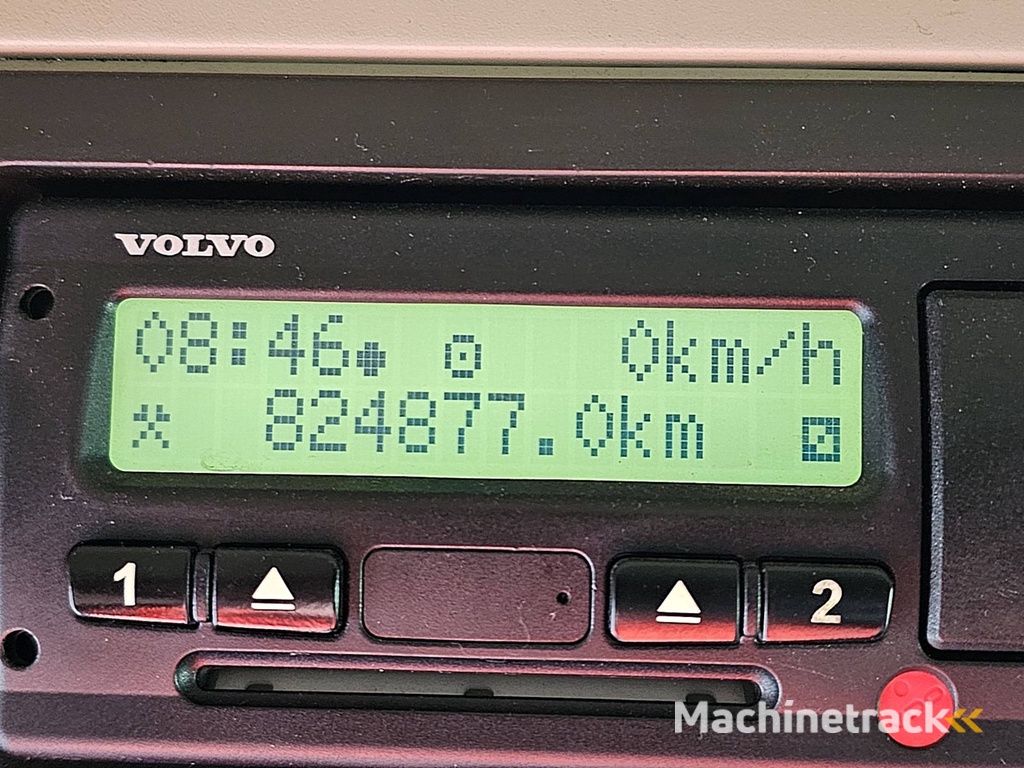 VOLVO
08:46 0km/h
824877.0km
1 2
Machinetrack